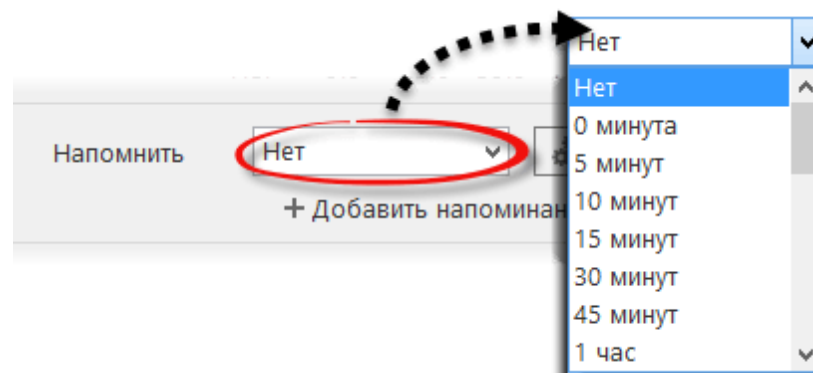 Напомнить
Нет
+ Добавить
Нет
Нет
0 минута
5 минут
10 минут
15 минут
30 минут
45 минут
1 час